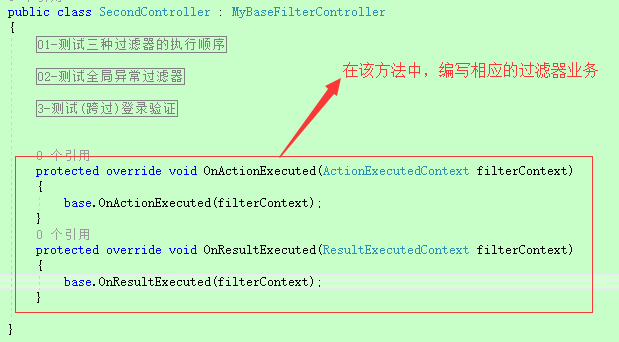 public class SecondController : MyBaseFilterController
{
01-测试三种过滤器的执行顺序
在该方法中，编写相应的过滤器业务
02-测试全局异常过滤器
3-测试(跨过)登录验证
0 个引用
protected override void OnActionExecuted(ActionExecutedContext filterContext)
{
base.OnActionExecuted(filterContext);
}
0 个引用
protected override void OnResultExecuted(ResultExecutedContext filterContext)
{
base.OnResultExecuted(filterContext);
}
}